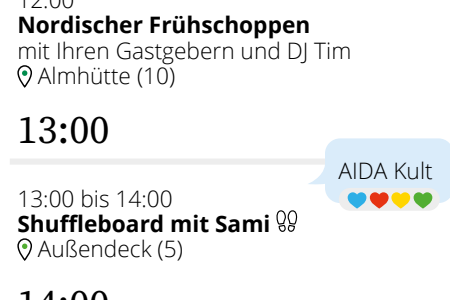 12:00
Nordischer Frühschoppen
mit Ihren Gastgebern und DJ Tim
Almhütte (10)
13:00
AIDA Kult
13:00 bis 14:00
Shuffleboard mit Sami
Außendeck (5)
14:00